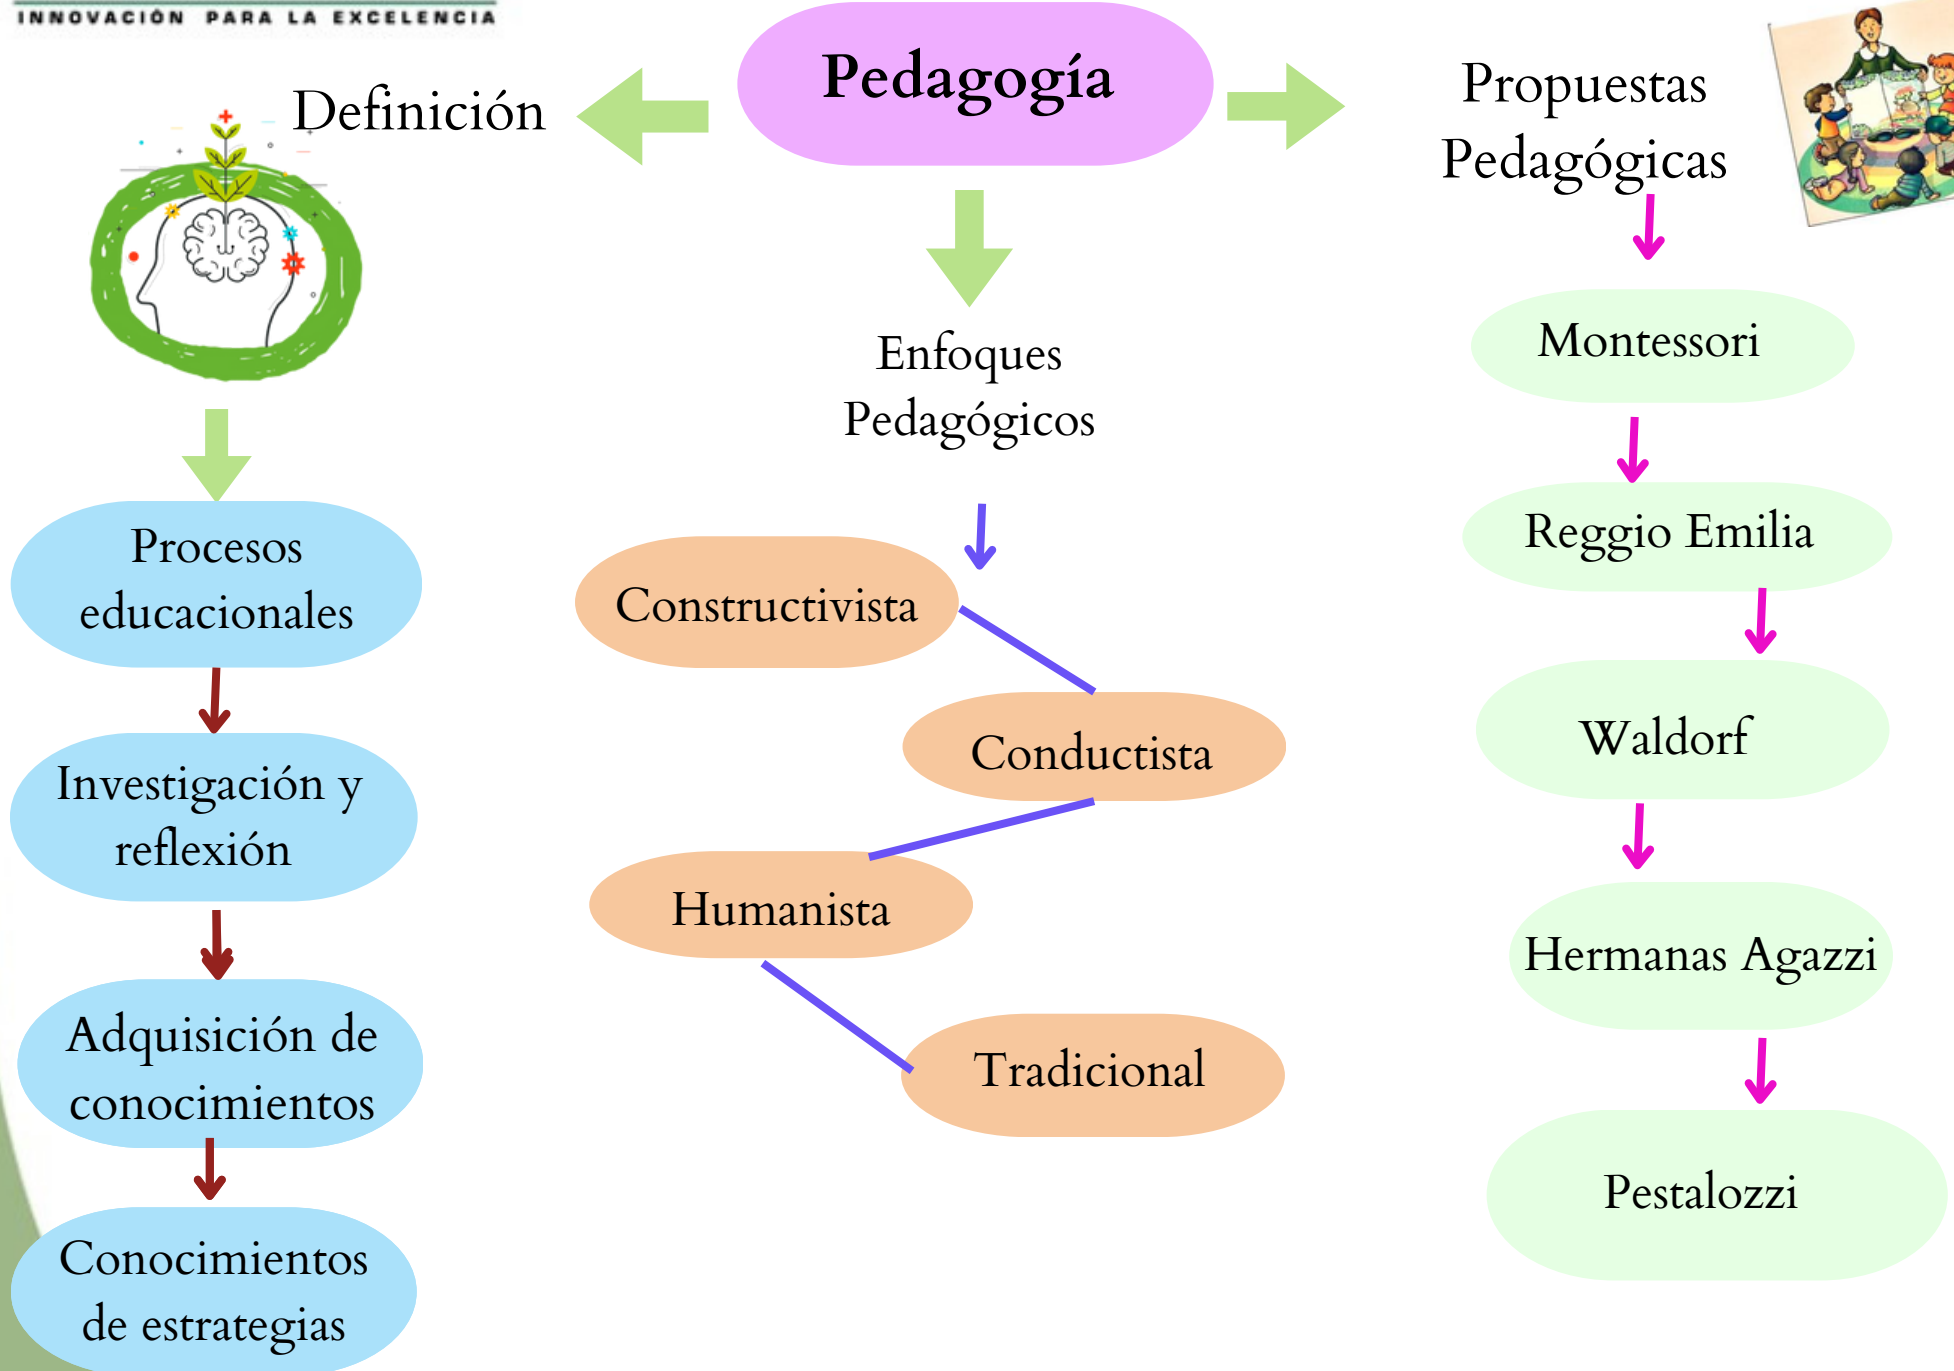 INNOVACIÓN PARA LA EXCELENCIA
Pedagogía
Definición
Procesos
educacionales
Investigación y
reflexión
Adquisición de
conocimientos
Conocimientos
de estrategias
Enfoques
Pedagógicos
Constructivista
Conductista
Humanista
Tradicional
Propuestas
Pedagógicas
Montessori
Reggio Emilia
Waldorf
Hermanas Agazzi
Pestalozzi